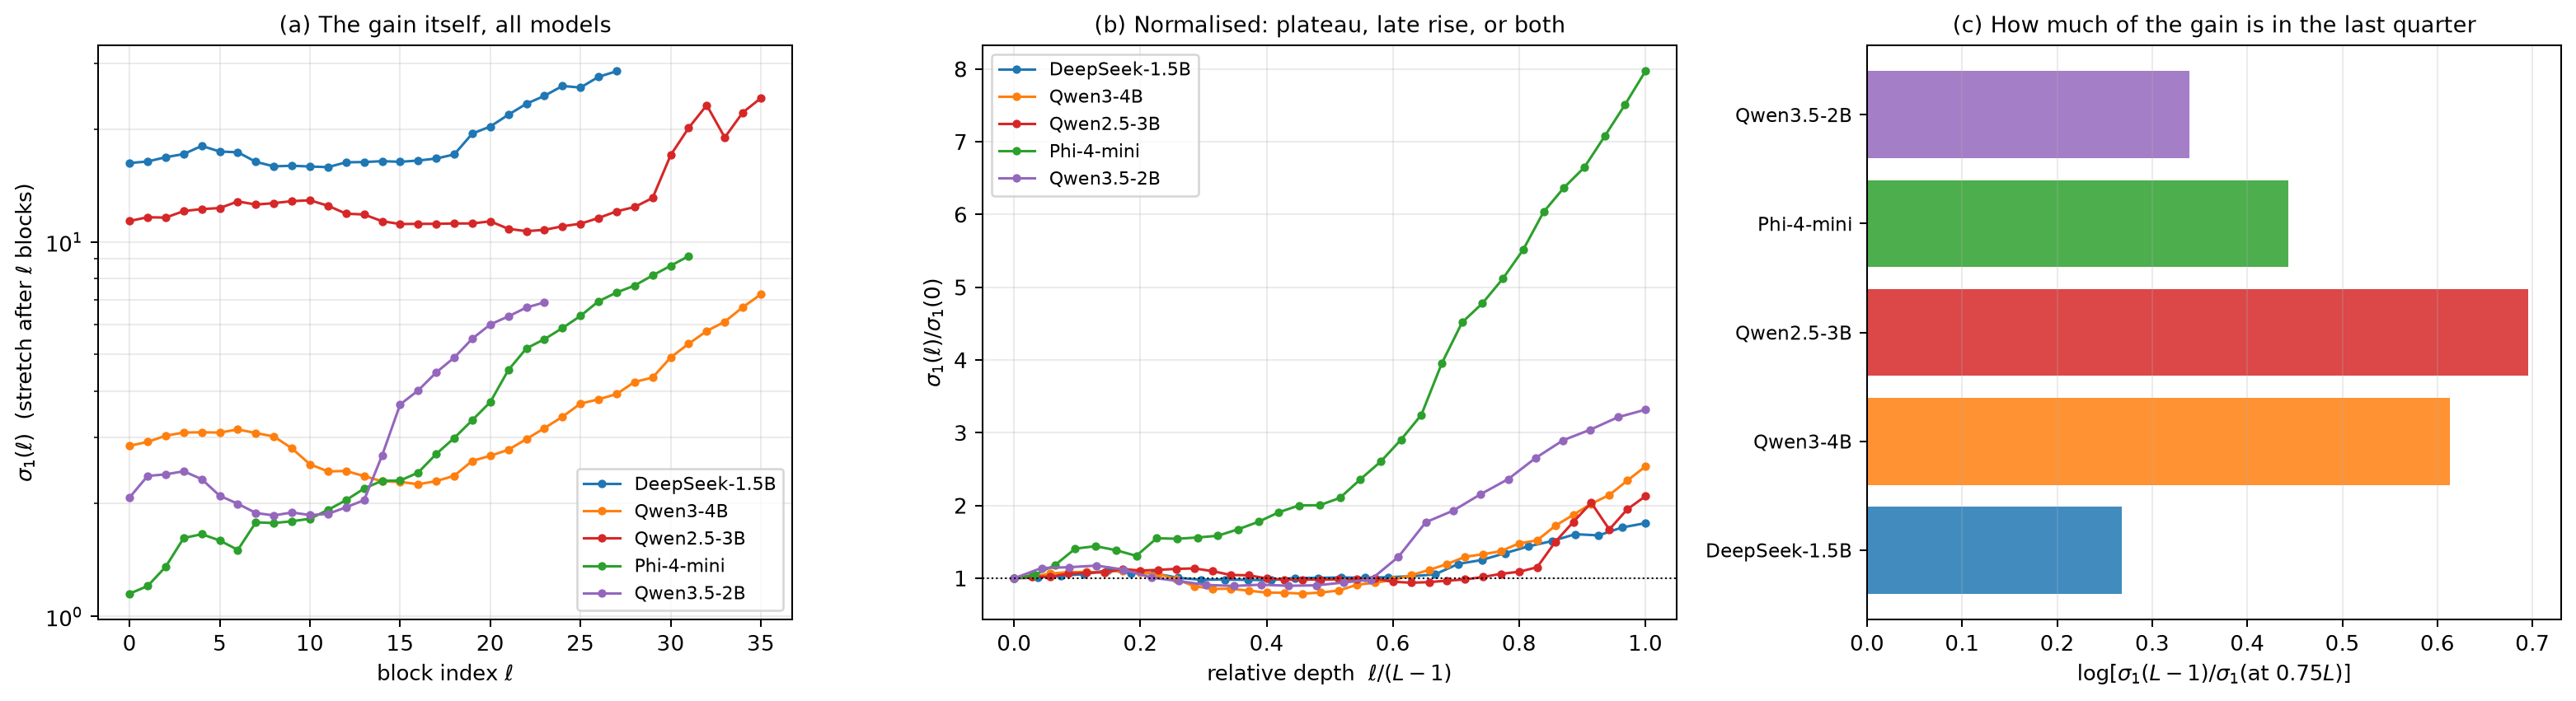 (a) The gain itself, all models
σ₁(ℓ) (stretch after ℓ blocks)
10¹
10⁰
0 5 10 15 20 25 30 35
block index ℓ
DeepSeek-1.5B
Qwen3-4B
Qwen2.5-3B
Phi-4-mini
Qwen3.5-2B
(b) Normalised: plateau, late rise, or both
σ₁(ℓ)/σ₁(0)
8
7
6
5
4
3
2
1
0.0 0.2 0.4 0.6 0.8 1.0
relative depth ℓ/(L − 1)
DeepSeek-1.5B
Qwen3-4B
Qwen2.5-3B
Phi-4-mini
Qwen3.5-2B
(c) How much of the gain is in the last quarter
Qwen3.5-2B
Phi-4-mini
Qwen2.5-3B
Qwen3-4B
DeepSeek-1.5B
0.0 0.1 0.2 0.3 0.4 0.5 0.6 0.7
log[σ₁(L − 1)/σ₁(at 0.75L)]